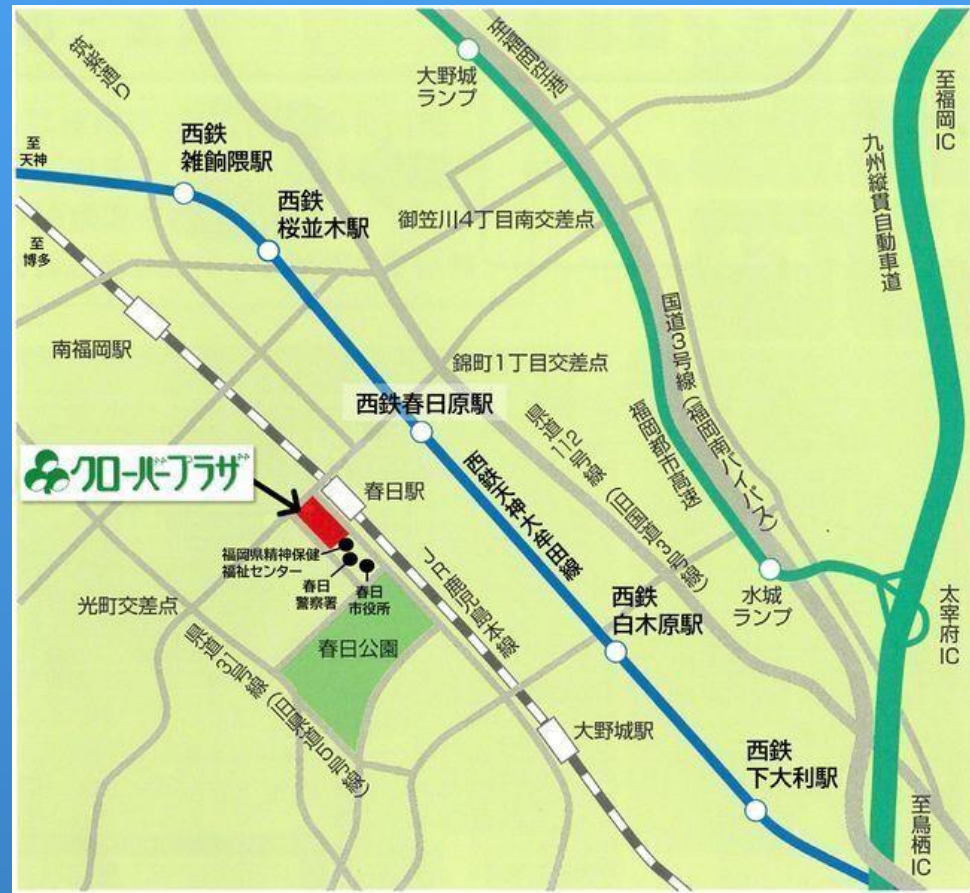 筑紫通り
大野城
ランプ
至福岡空港
至福岡IC
九州縦貫自動車道
至
天神
西鉄
雑餉隈駅
西鉄
桜並木駅
御笠川4丁目南交差点
至
博多
南福岡駅
国道3号線(福岡南バイパス)
錦町1丁目交差点
西鉄春日原駅
県道112号線(旧国道3号線)
福岡都市高速
クローバープラザ
春日駅
西鉄天神大牟田線
福岡県精神保健
福祉センター
春日
警察署
春日
市役所
JR鹿児島本線
光町交差点
春日公園
県道31号線(旧県道5号線)
西鉄
白木原駅
水城
ランプ
太宰府IC
大野城駅
西鉄
下大利駅
至鳥栖IC